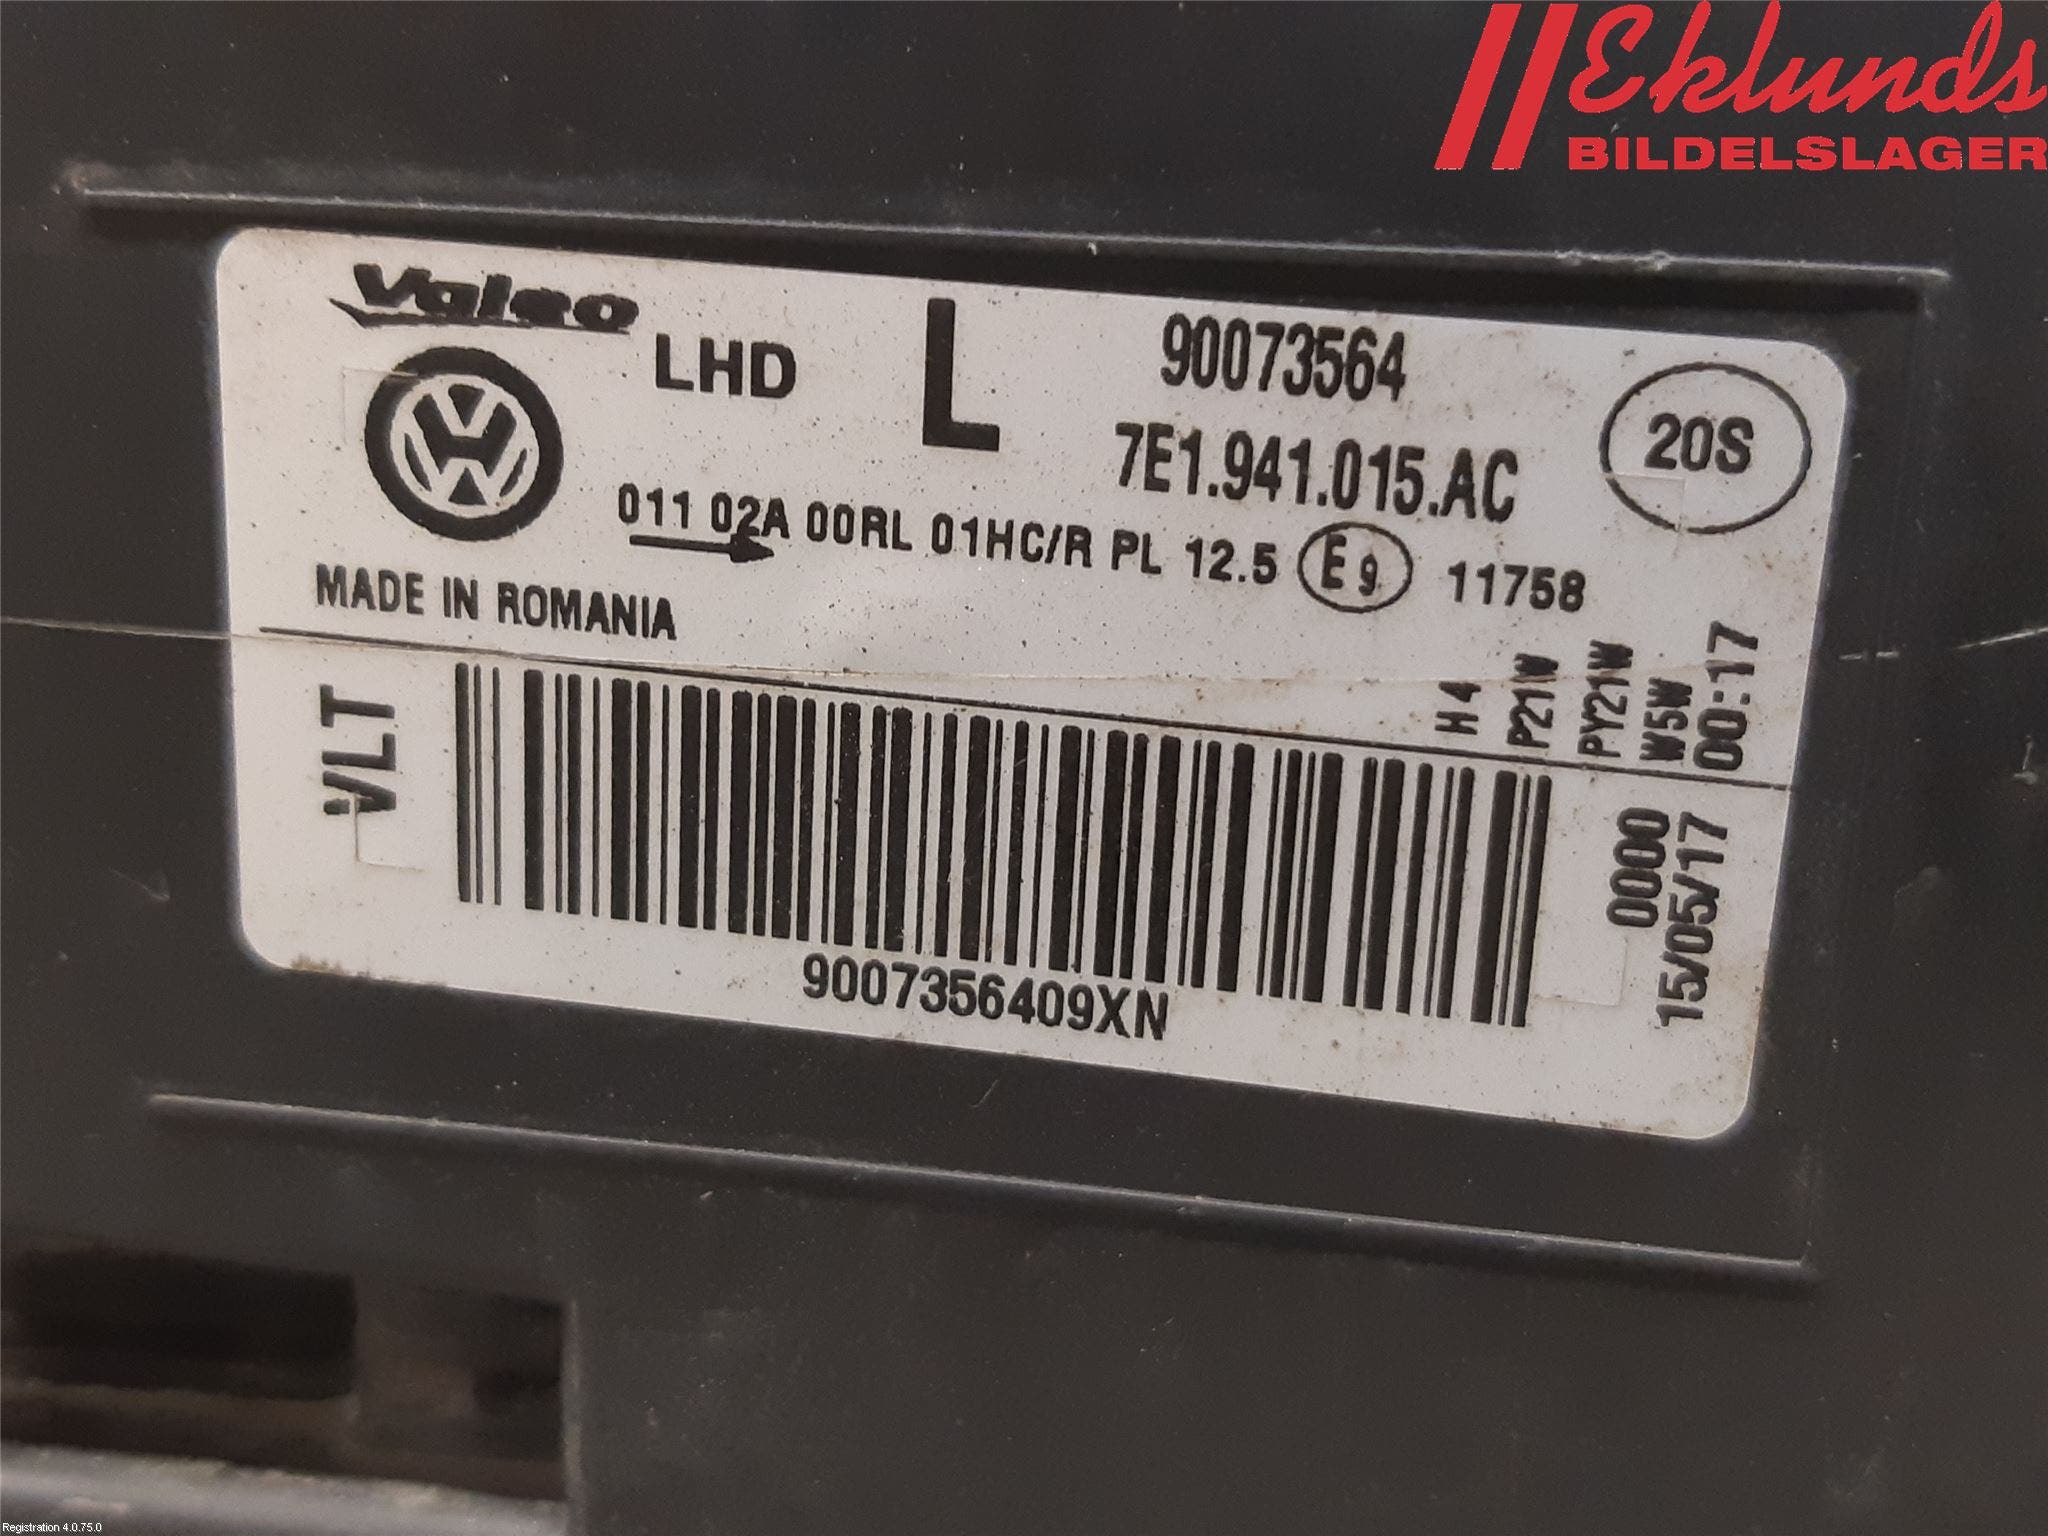 Eklunds
BILDELSLAGER
Valeo
LHD
L
90073564
7E1.941.015.AC
20S
011 02A 00RL 01HC/R PL 12.5 E9 11758
MADE IN ROMANIA
H4
P21W
PY21W
W5W
00:17
VLT
0000
15/05/17
9007356409XN
Registration 4.0.75.0